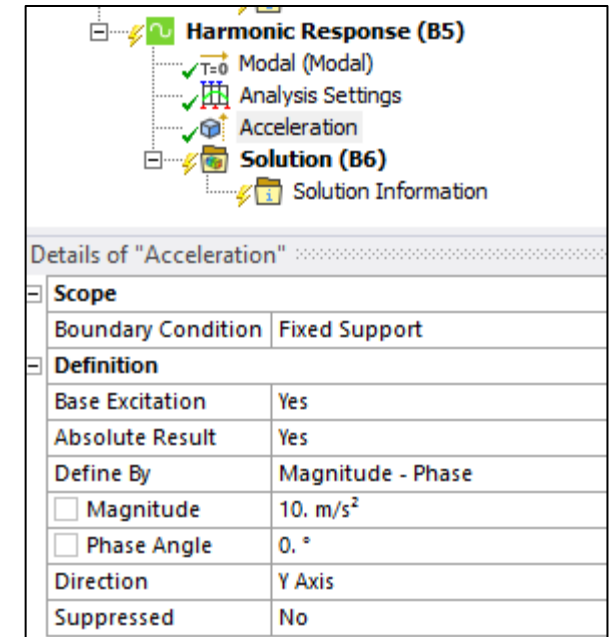 Harmonic Response (B5)
T=0 Modal (Modal)
Analysis Settings
Acceleration
Solution (B6)
i Solution Information
Details of "Acceleration"
Scope
Boundary Condition Fixed Support
Definition
Base Excitation Yes
Absolute Result Yes
Define By Magnitude - Phase
Magnitude 10. m/s²
Phase Angle 0. °
Direction Y Axis
Suppressed No